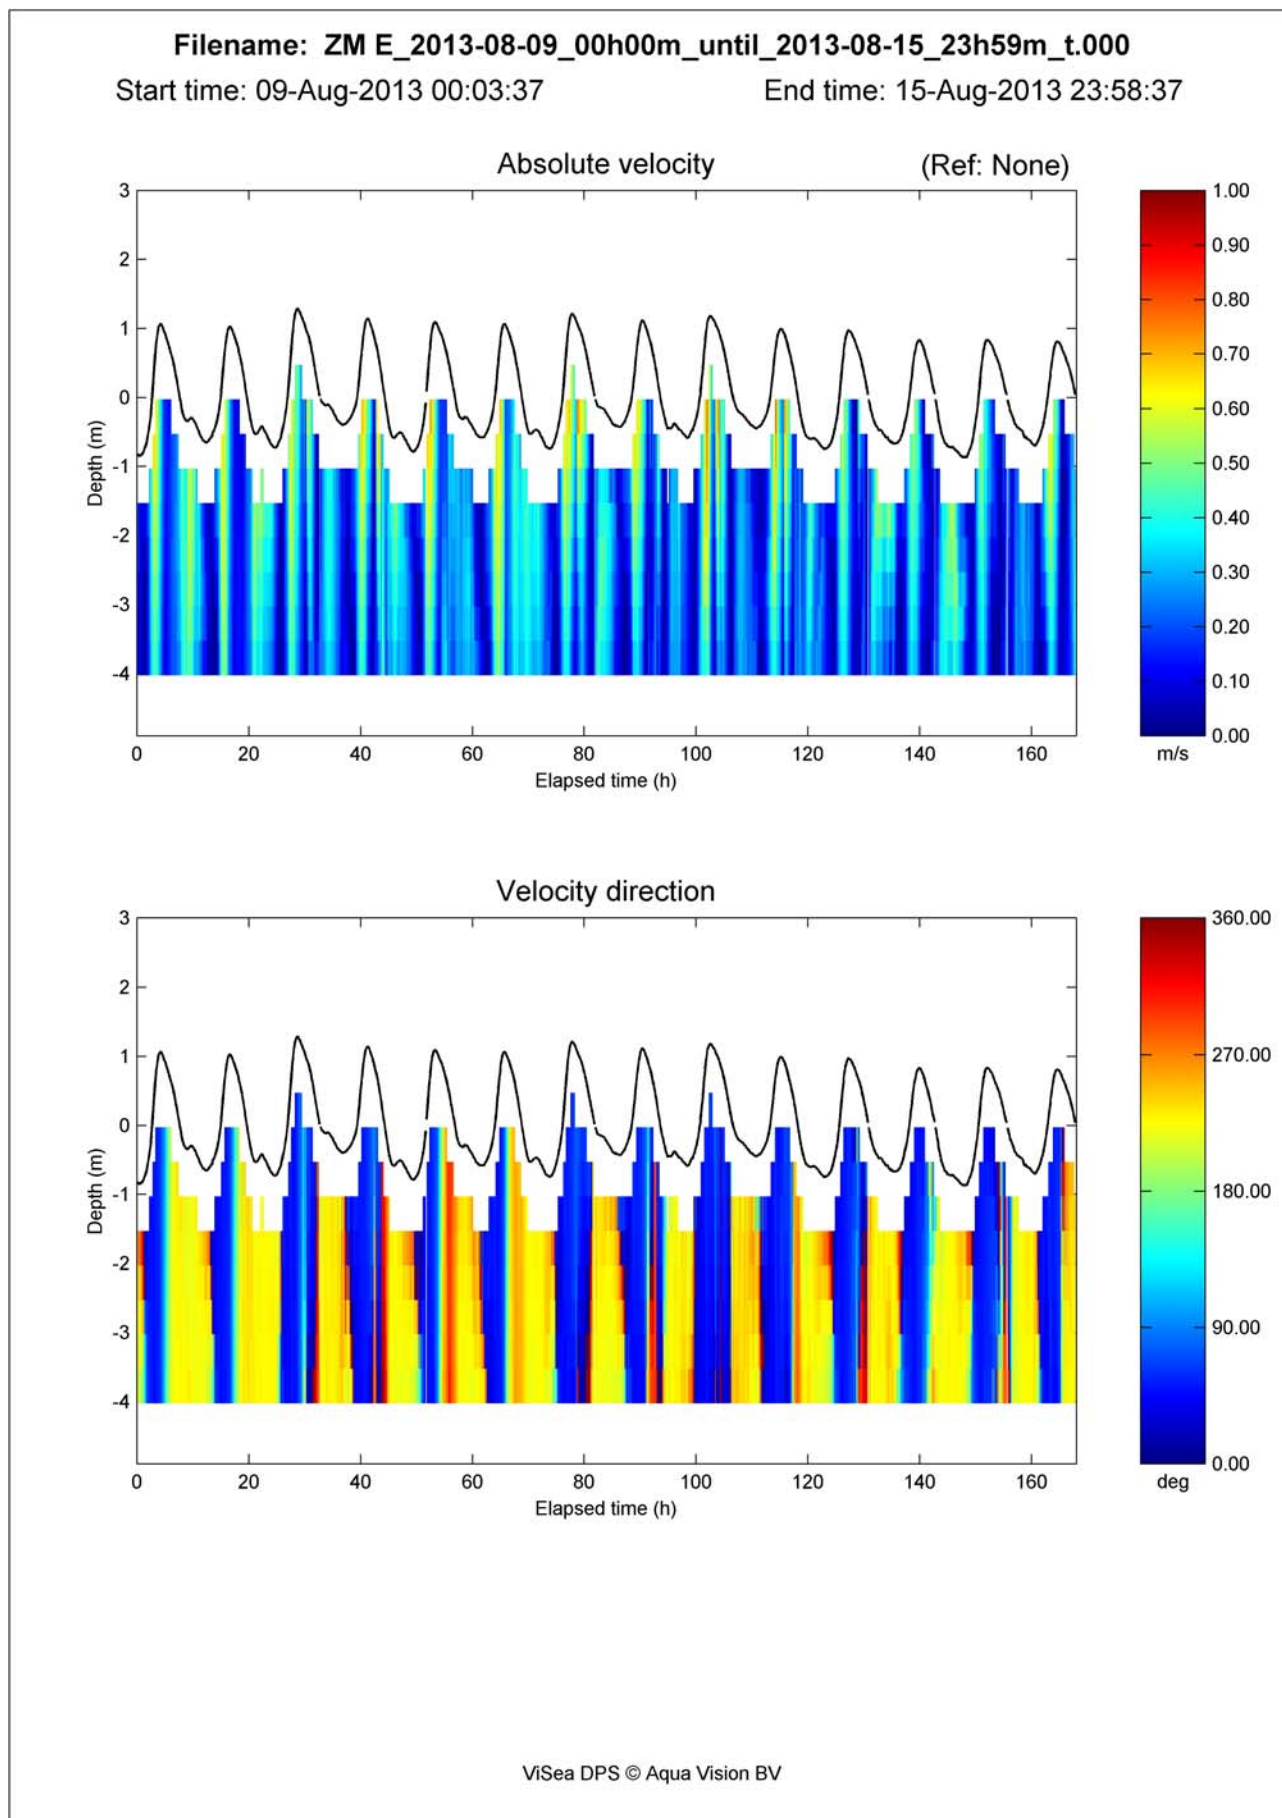 Filename:  ZM E_2013-08-09_00h00m_until_2013-08-15_23h59m_t.000
Start time: 09-Aug-2013 00:03:37 End time: 15-Aug-2013 23:58:37
Absolute velocity (Ref: None)
3
2
1
0
-1
-2
-3
-4
Depth (m)
0 20 40 60 80 100 120 140 160
Elapsed time (h)
1.00
0.90
0.80
0.70
0.60
0.50
0.40
0.30
0.20
0.10
0.00
m/s
Velocity direction
3
2
1
0
-1
-2
-3
-4
Depth (m)
0 20 40 60 80 100 120 140 160
Elapsed time (h)
360.00
270.00
180.00
90.00
0.00
deg
ViSea DPS © Aqua Vision BV